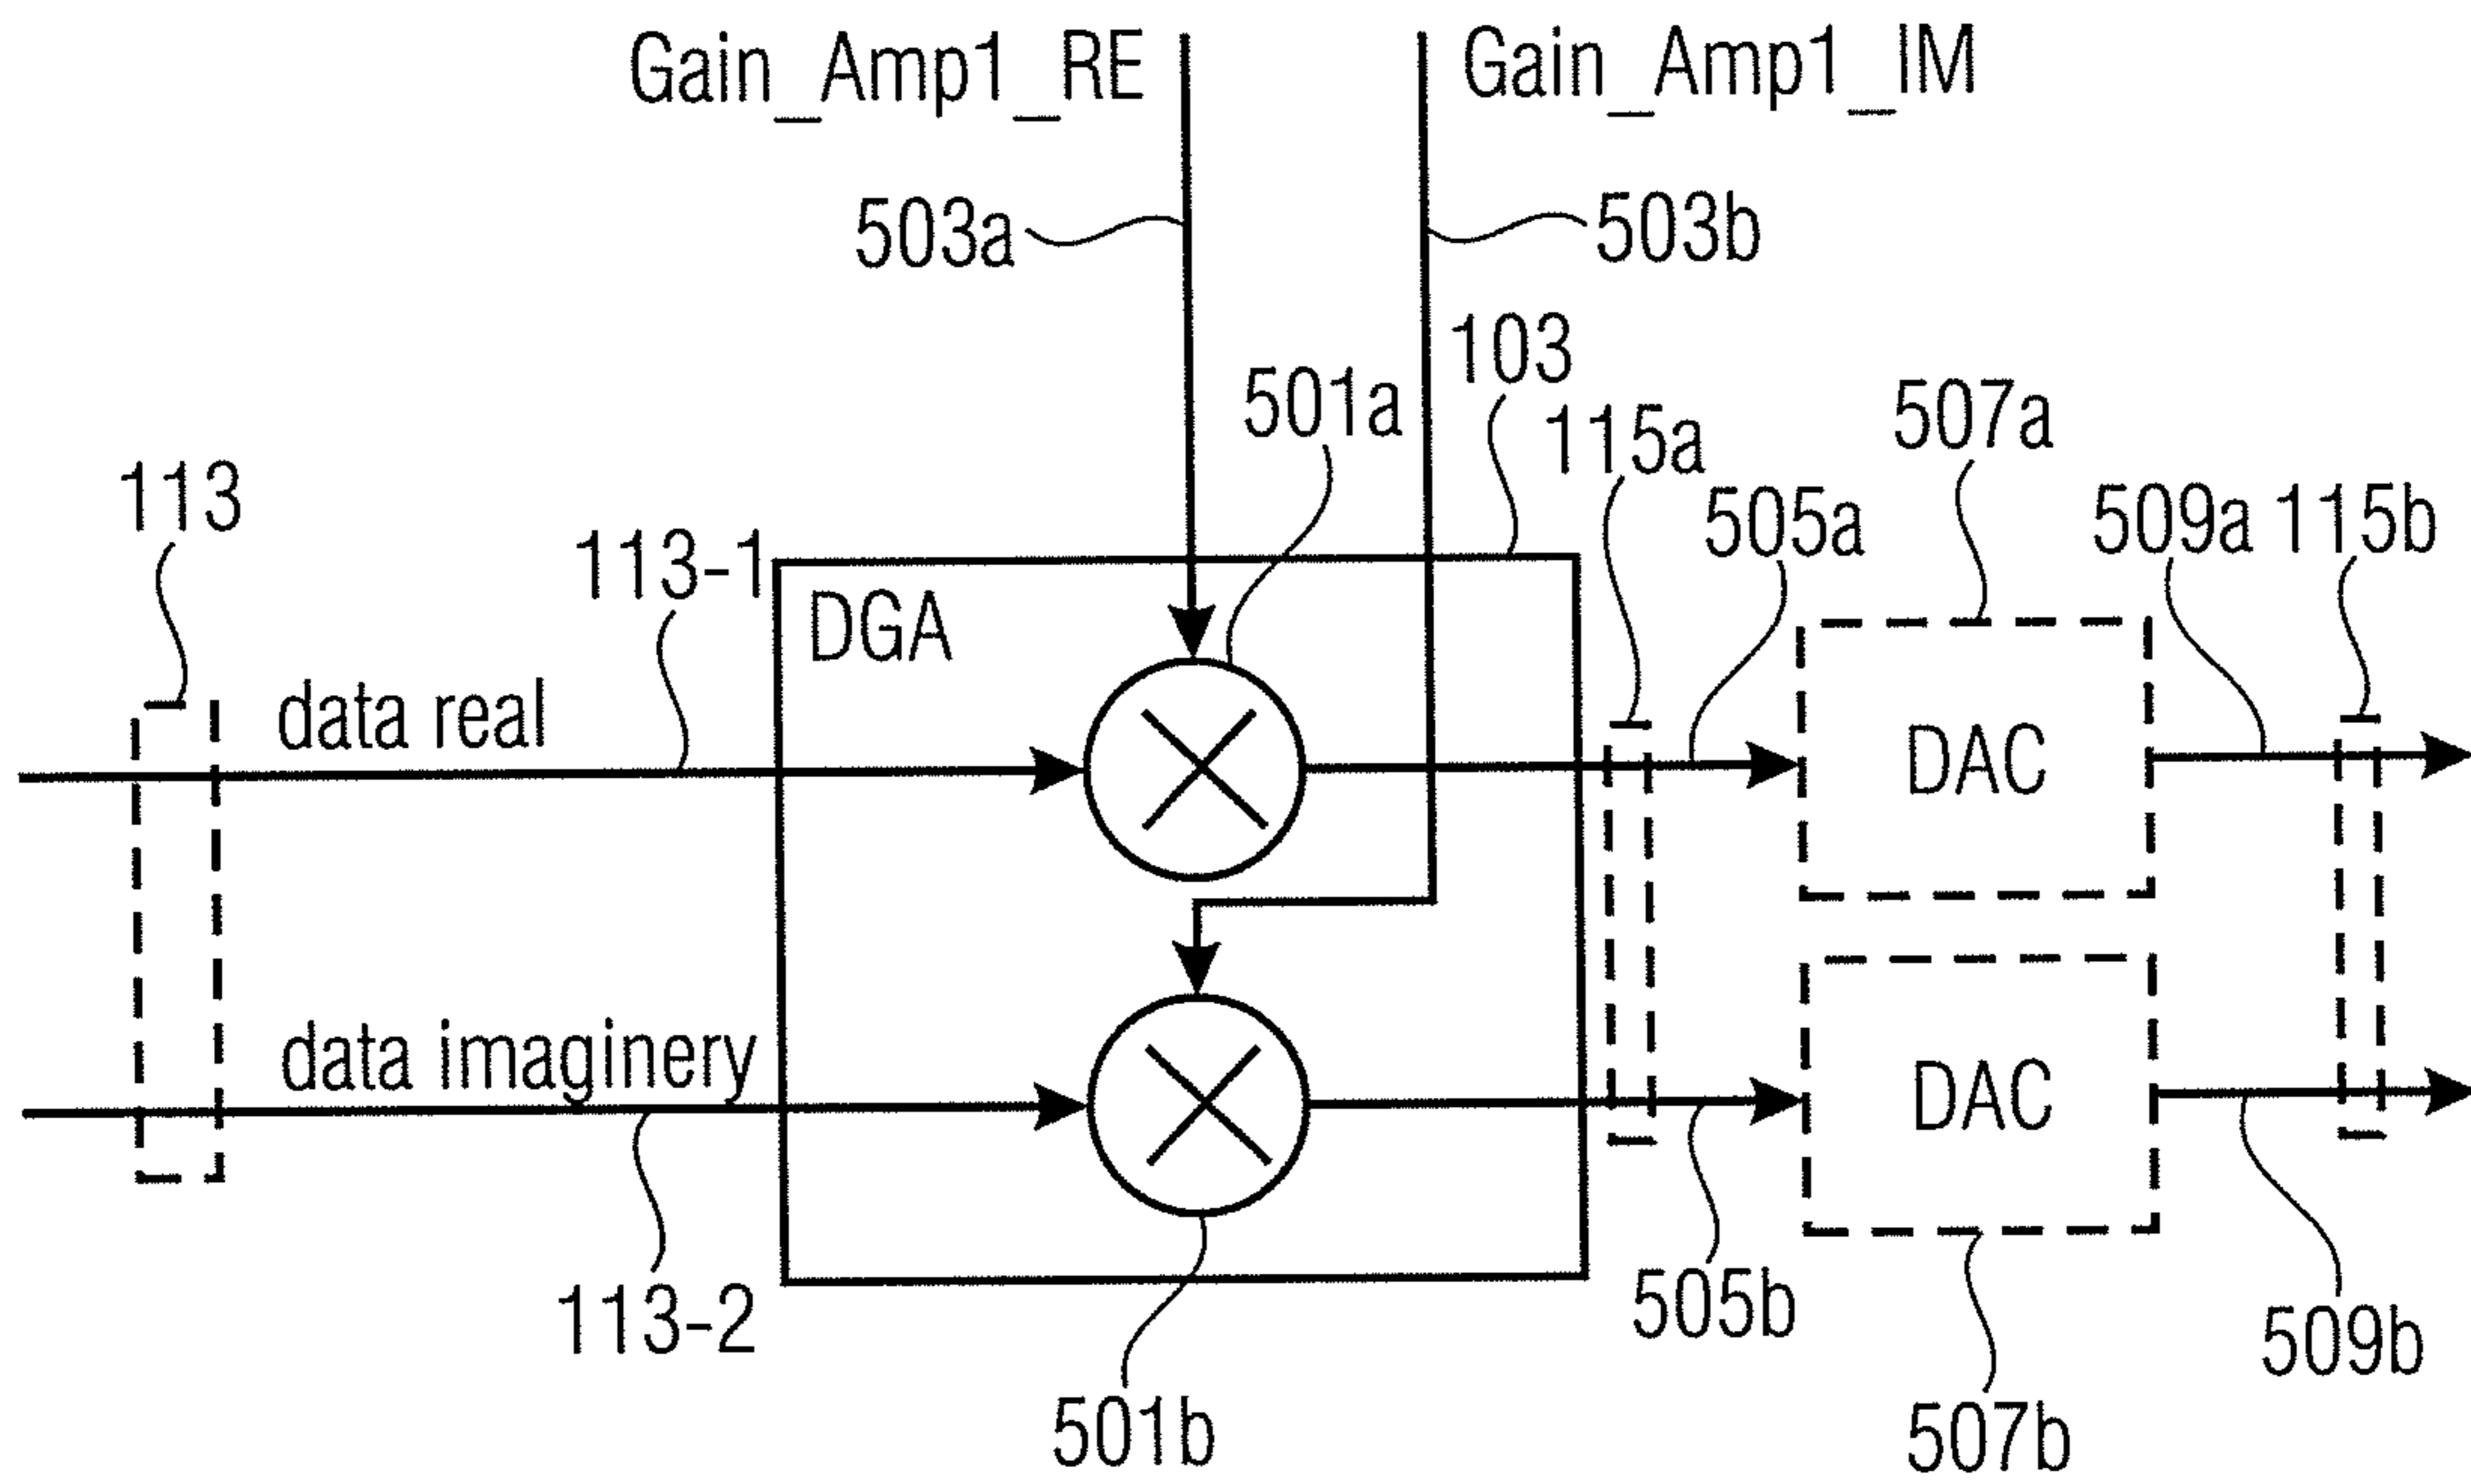 Gain_Amp1_RE
Gain_Amp1_IM
503a
503b
103
501a
115a
507a
113
113-1
505a
509a
115b
DGA
data real
DAC
data imaginery
DAC
113-2
505b
509b
501b
507b